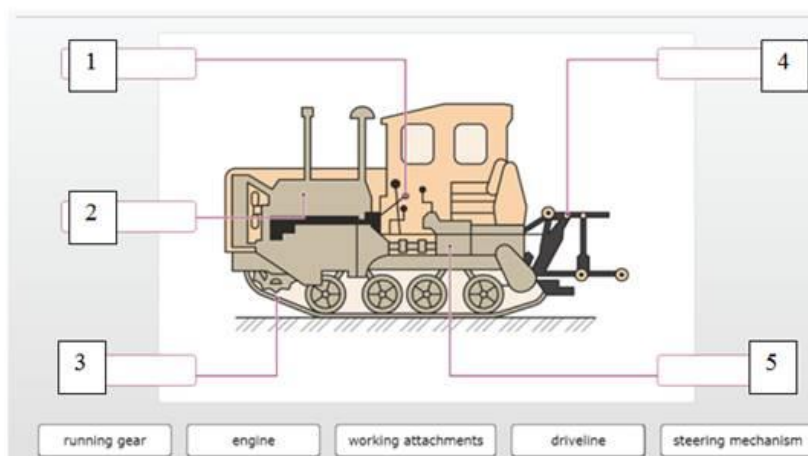 1
4
2
3
5
running gear
engine
working attachments
driveline
steering mechanism